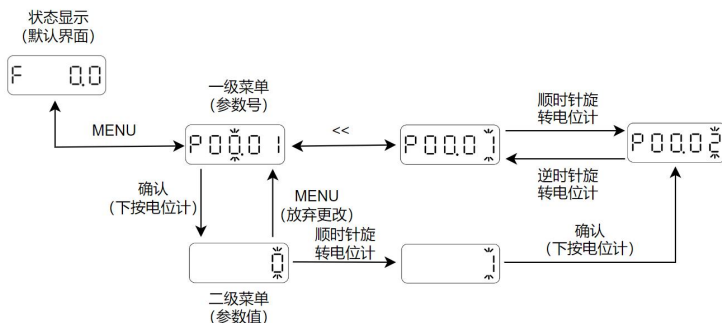 状态显示
(默认界面)
F 0.0
MENU
一级菜单
(参数号)
P00.01
<<
P00.01
顺时针旋
转电位计
逆时针旋
转电位计
P00.02
确认
(下按电位计)
MENU
(放弃更改)
0
顺时针旋
转电位计
1
确认
(下按电位计)
二级菜单
(参数值)